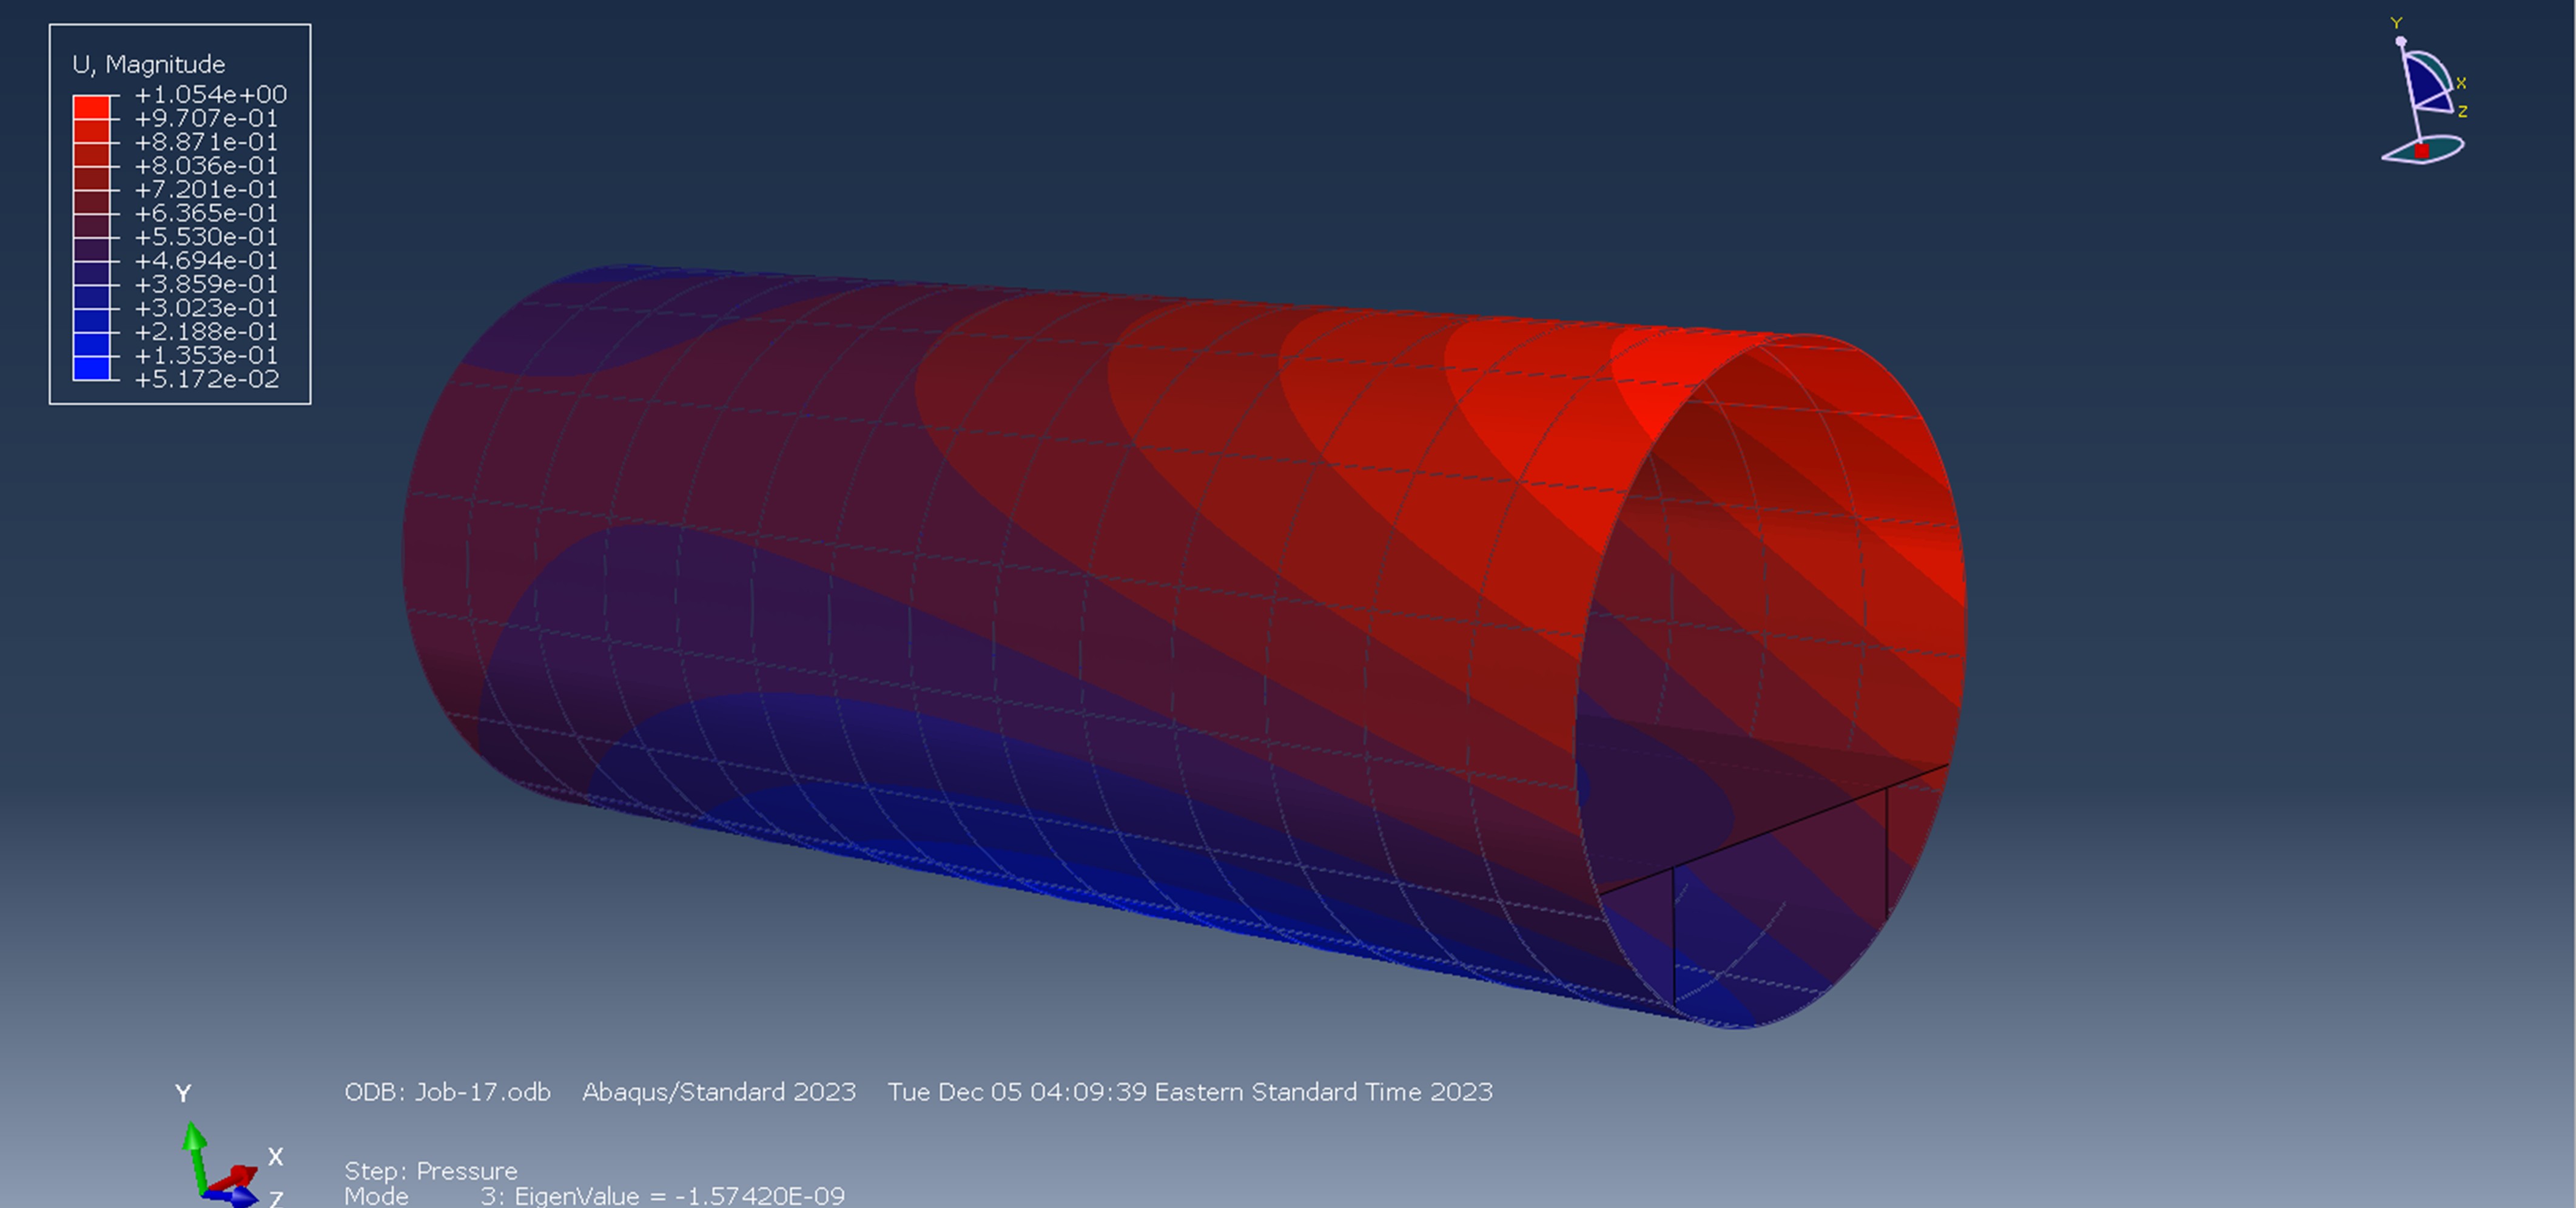 U, Magnitude
+1.054e+00
+9.707e-01
+8.871e-01
+8.036e-01
+7.201e-01
+6.365e-01
+5.530e-01
+4.694e-01
+3.859e-01
+3.023e-01
+2.188e-01
+1.353e-01
+5.172e-02
Y
X
Z
Y
X
Z
ODB: Job-17.odb Abaqus/Standard 2023 Tue Dec 05 04:09:39 Eastern Standard Time 2023
Step: Pressure
Mode 3: EigenValue = -1.57420E-09